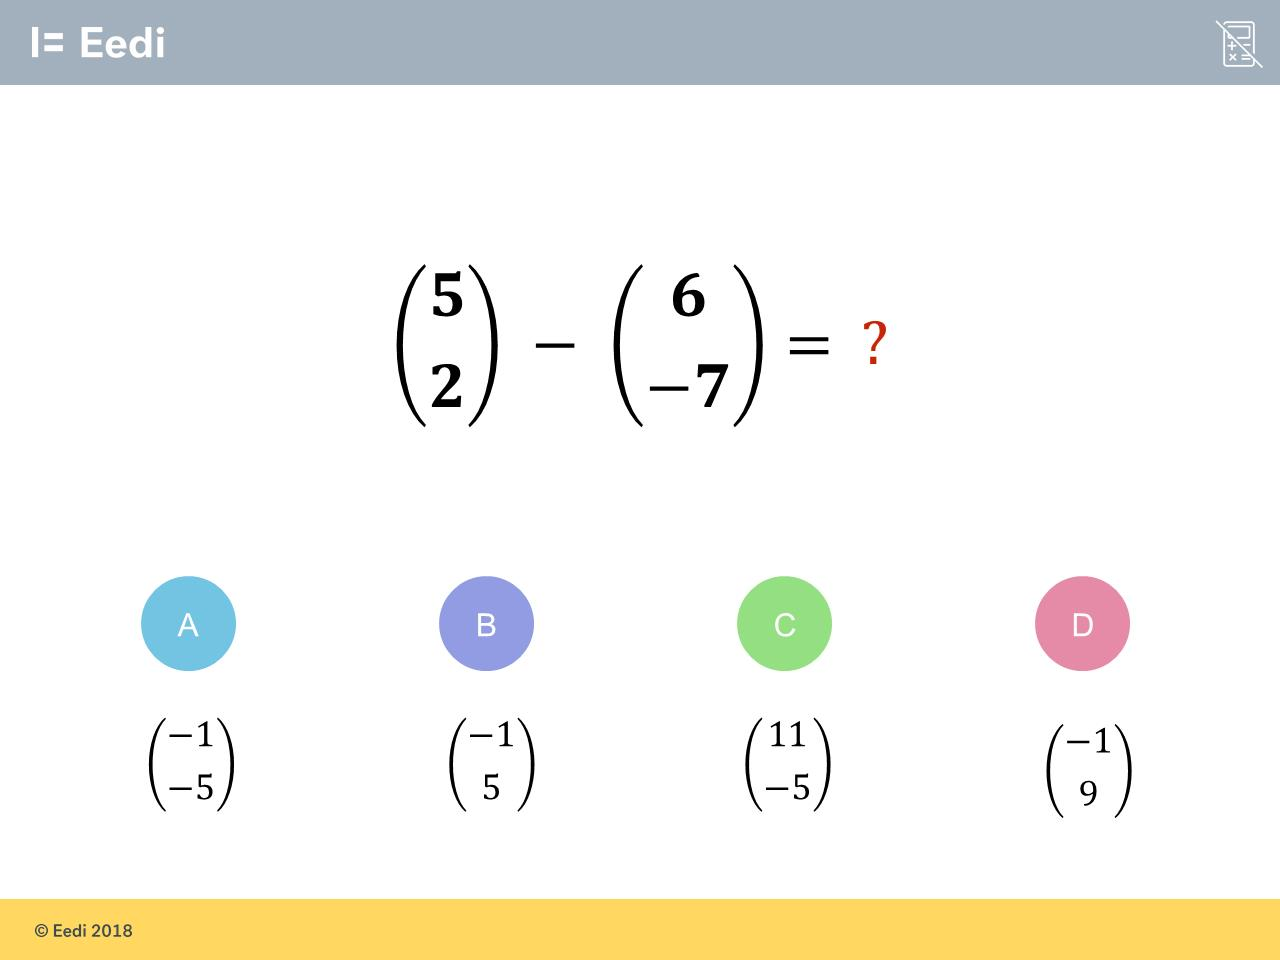 Eedi
(5 2) − (6 −7) = ?
A B C D
(−1 −5) (−1 5) (11 −5) (−1 9)
© Eedi 2018